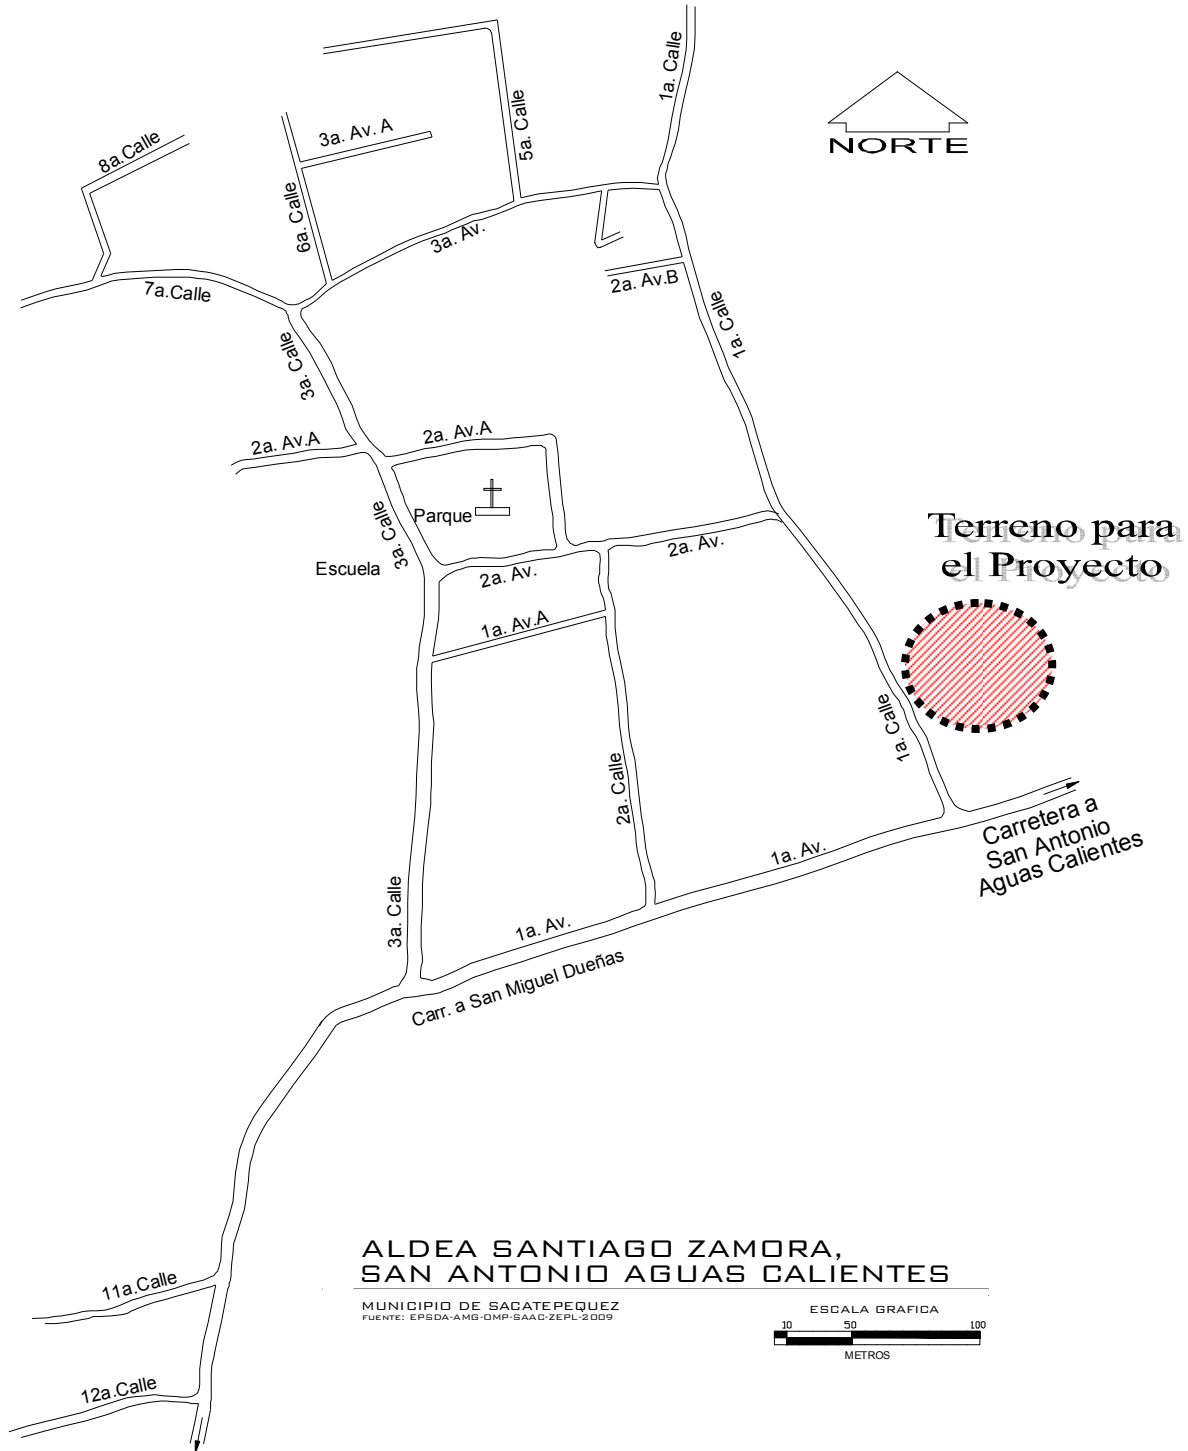 1a. Calle
5a. Calle
3a. Av. A
8a.Calle
NORTE
6a. Calle
3a. Av.
2a. Av.B
7a.Calle
1a. Calle
3a. Calle
2a. Av.A
2a. Av.A
Parque
3a. Calle
Terreno para
el Proyecto
2a. Av.
Escuela
2a. Av.
1a. Av.A
1a. Calle
2a. Calle
Carretera a
San Antonio
Aguas Calientes
1a. Av.
3a. Calle
1a. Av.
Carr. a San Miguel Dueñas
ALDEA SANTIAGO ZAMORA,
SAN ANTONIO AGUAS CALIENTES
MUNICIPIO DE SACATEPEQUEZ
FUENTE: EPSDA-AMG-OMP-SAAC-ZEPL-2009
ESCALA GRAFICA
10 50 100
METROS
11a.Calle
12a.Calle